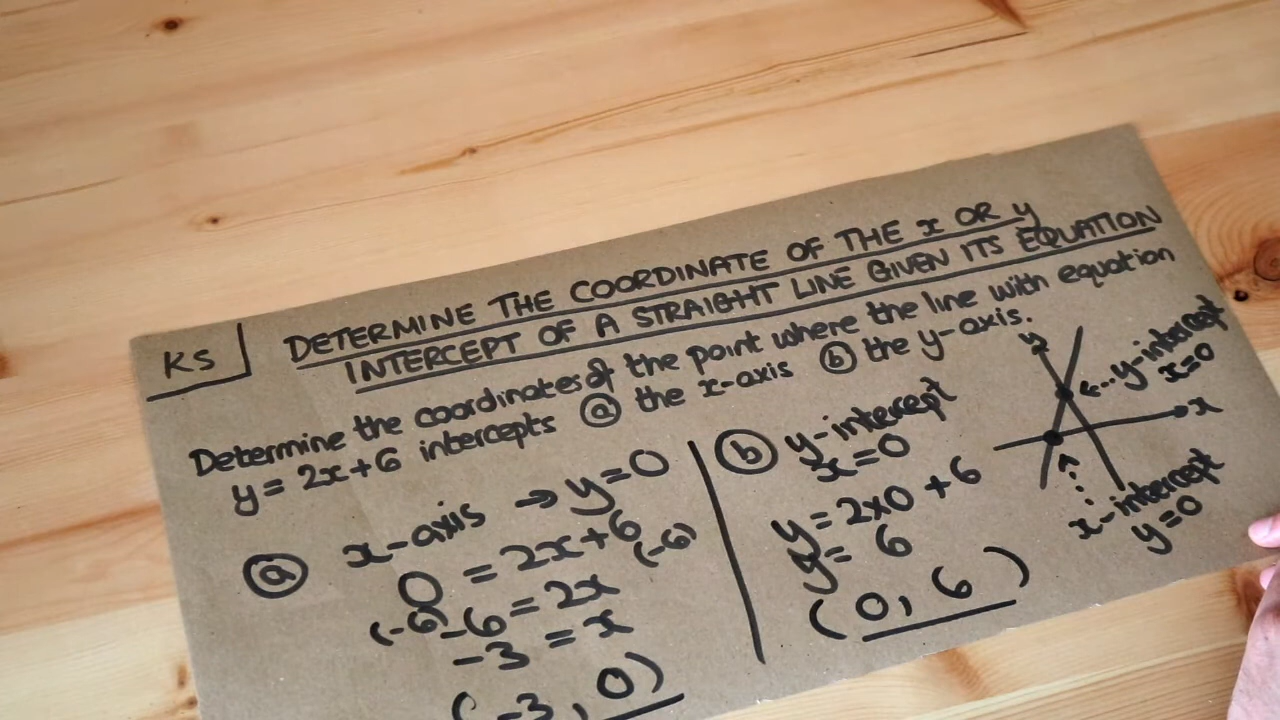 KS
DETERMINE THE COORDINATE OF THE x OR y
INTERCEPT OF A STRAIGHT LINE GIVEN ITS EQUATION
Determine the coordinates of the point where the line with equation
y = 2x+6 intercepts ⓐ the x-axis ⓑ the y-axis.
ⓐ x-axis → y=0
0 = 2x+6
(-6) (-6)
-6 = 2x
-3 = x
(-3, 0)
ⓑ y-intercept
x=0
y=2x0 +6
y= 6
(0, 6)
y
y-intercept
x=0
x
x-intercept
y=0